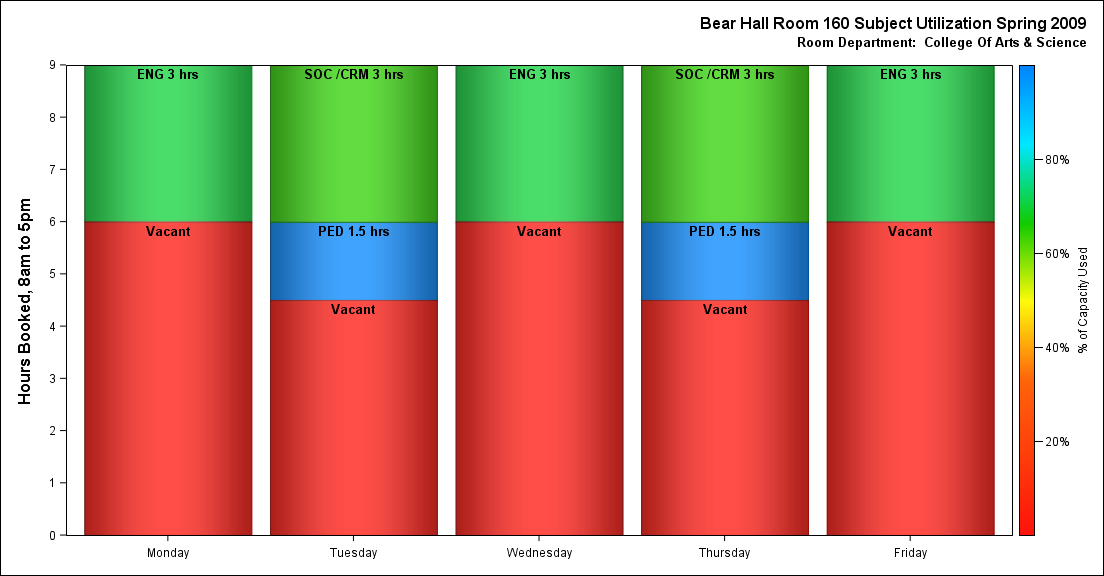 Bear Hall Room 160 Subject Utilization Spring 2009
Room Department:  College Of Arts & Science
Hours Booked, 8am to 5pm
9
8
7
6
5
4
3
2
1
0
ENG 3 hrs
Vacant
SOC /CRM 3 hrs
PED 1.5 hrs
Vacant
ENG 3 hrs
Vacant
SOC /CRM 3 hrs
PED 1.5 hrs
Vacant
ENG 3 hrs
Vacant
Monday
Tuesday
Wednesday
Thursday
Friday
80%
60%
40%
20%
% of Capacity Used